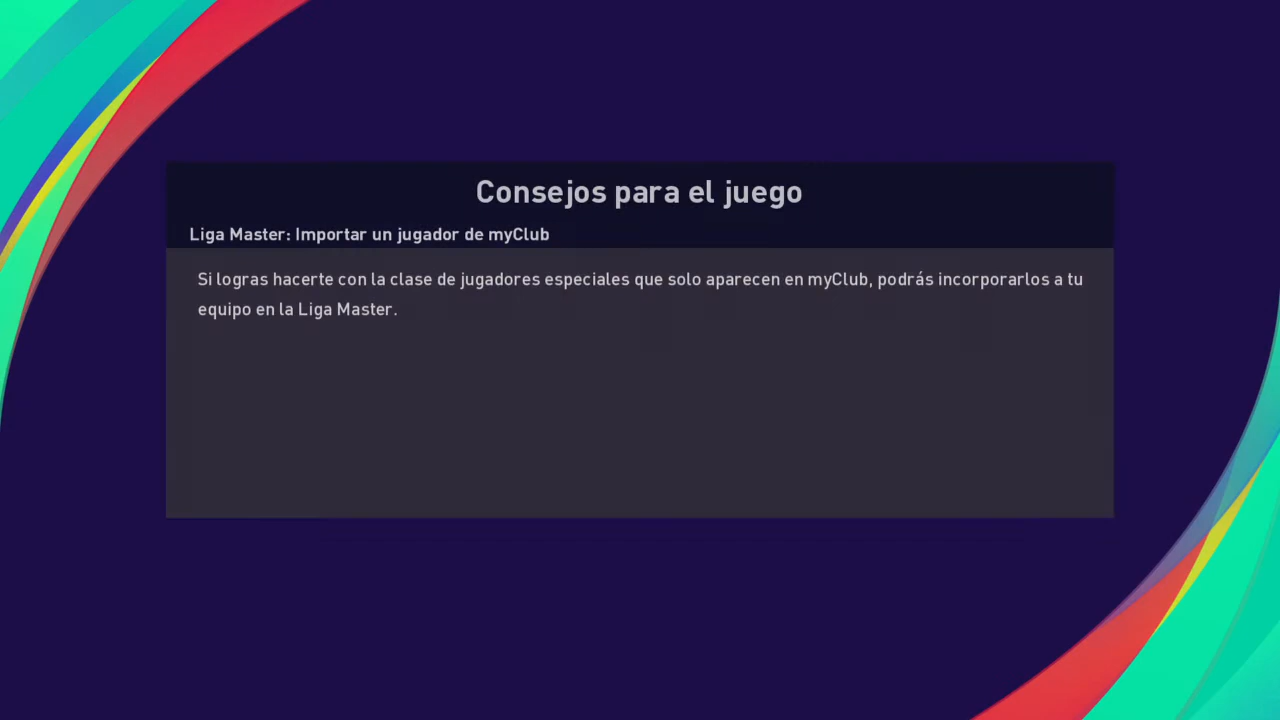 Consejos para el juego
Liga Master: Importar un jugador de myClub
Si logras hacerte con la clase de jugadores especiales que solo aparecen en myClub, podrás incorporarlos a tu
equipo en la Liga Master.